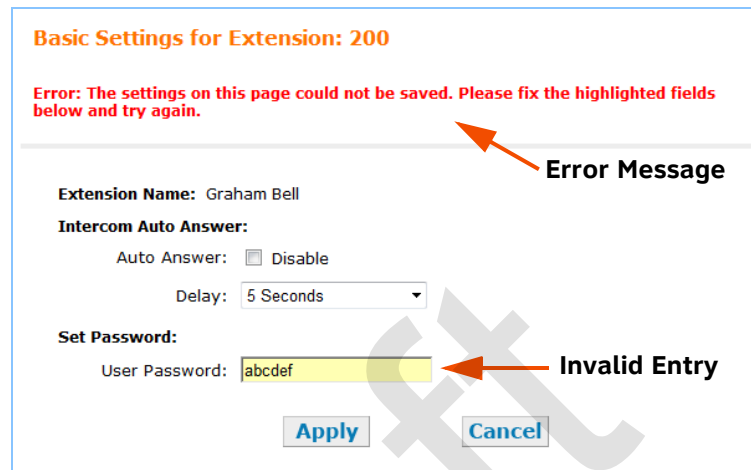 Basic Settings for Extension: 200
Error: The settings on this page could not be saved. Please fix the highlighted fields
below and try again.
Error Message
Extension Name: Graham Bell
Intercom Auto Answer:
Auto Answer: Disable
Delay: 5 Seconds
Set Password:
User Password: abcdef
Invalid Entry
Apply Cancel
ft